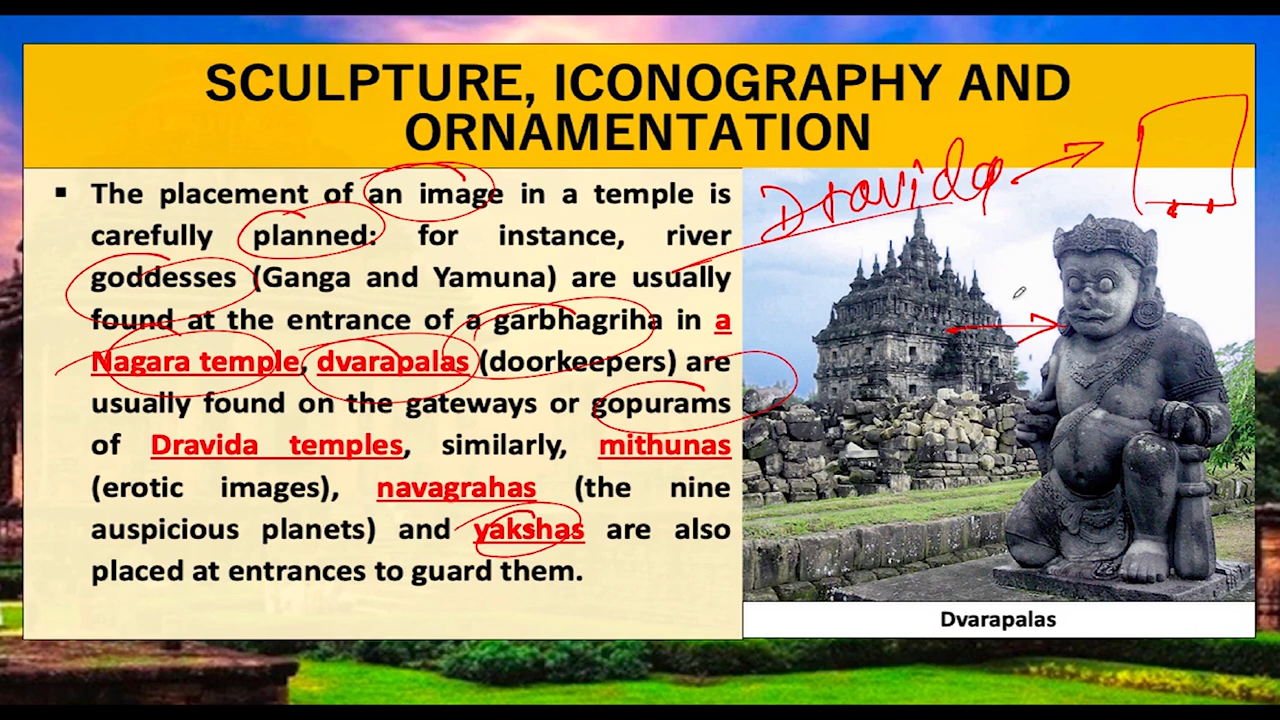 SCULPTURE, ICONOGRAPHY AND
ORNAMENTATION
▪ The placement of an image in a temple is
carefully planned: for instance, river
goddesses (Ganga and Yamuna) are usually
found at the entrance of a garbhagriha in a
Nagara temple, dvarapalas (doorkeepers) are
usually found on the gateways or gopurams
of Dravida temples, similarly, mithunas
(erotic images), navagrahas (the nine
auspicious planets) and yakshas are also
placed at entrances to guard them.
Dravida
Dvarapalas